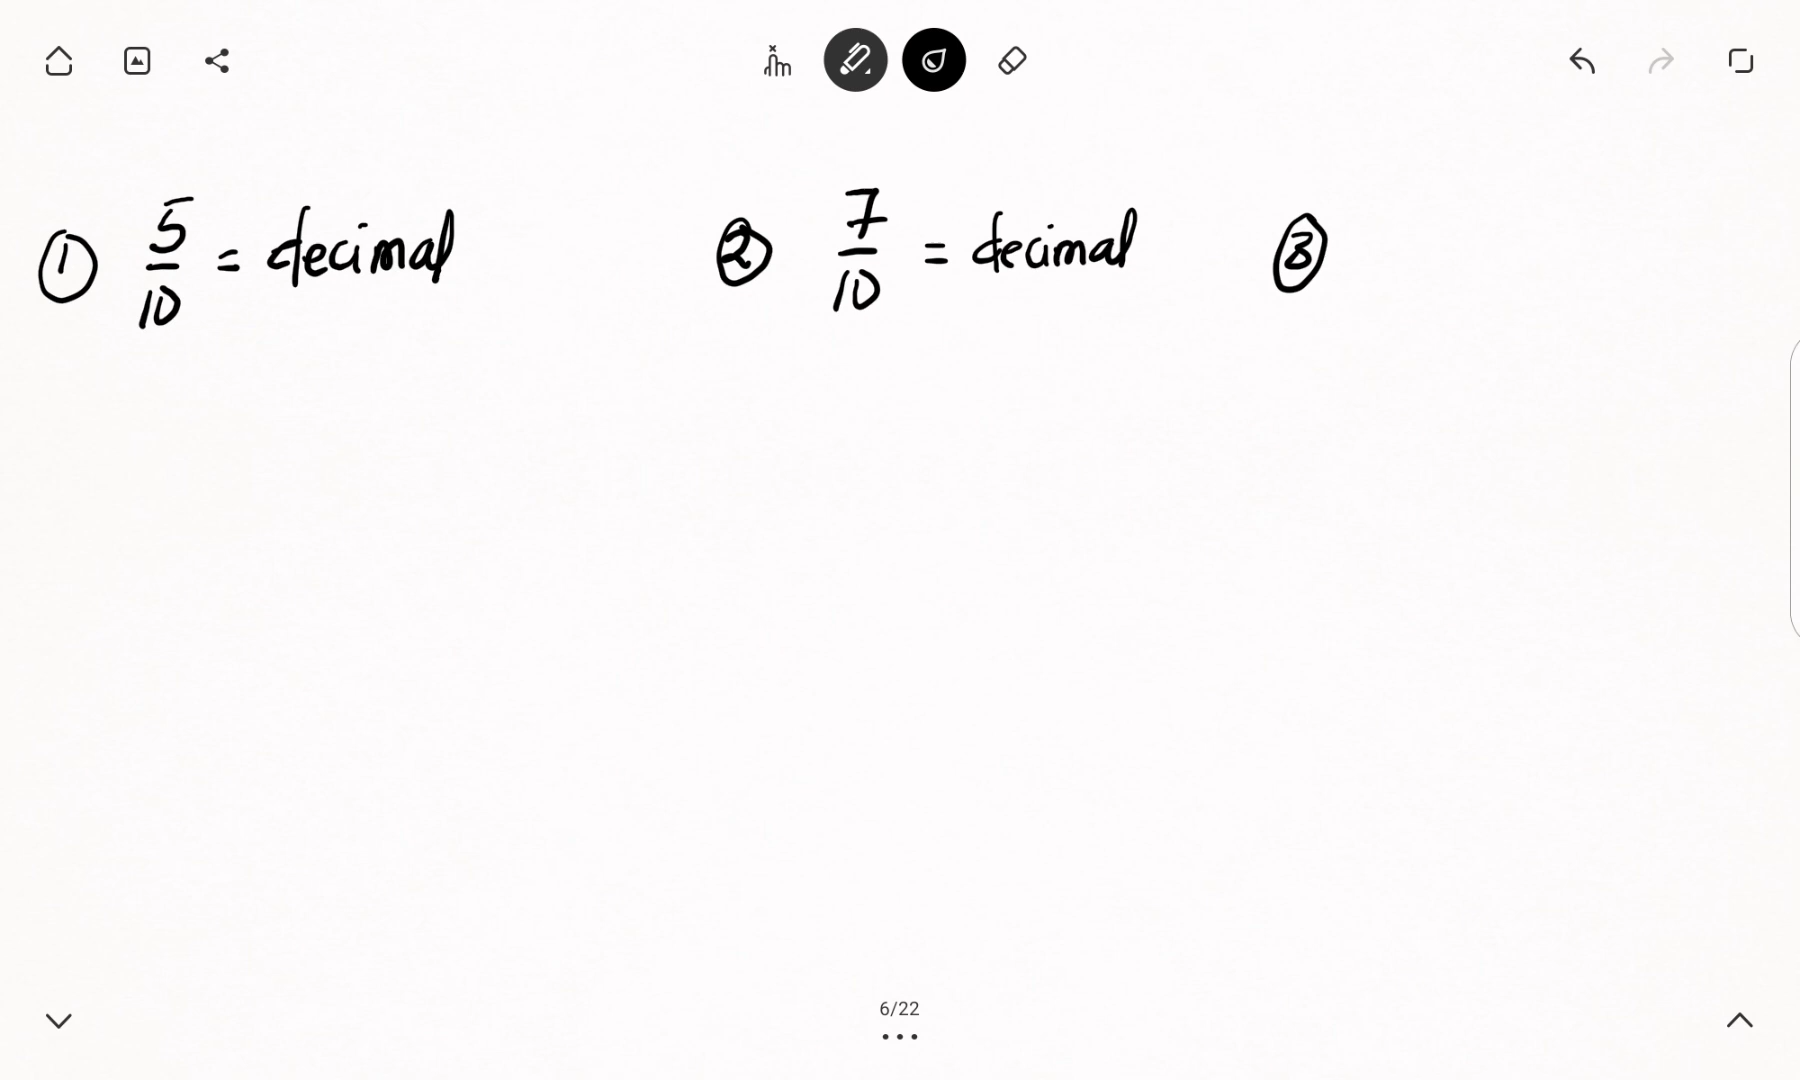 ① 5/10 = decimal ② 7/10 = decimal ③
6/22